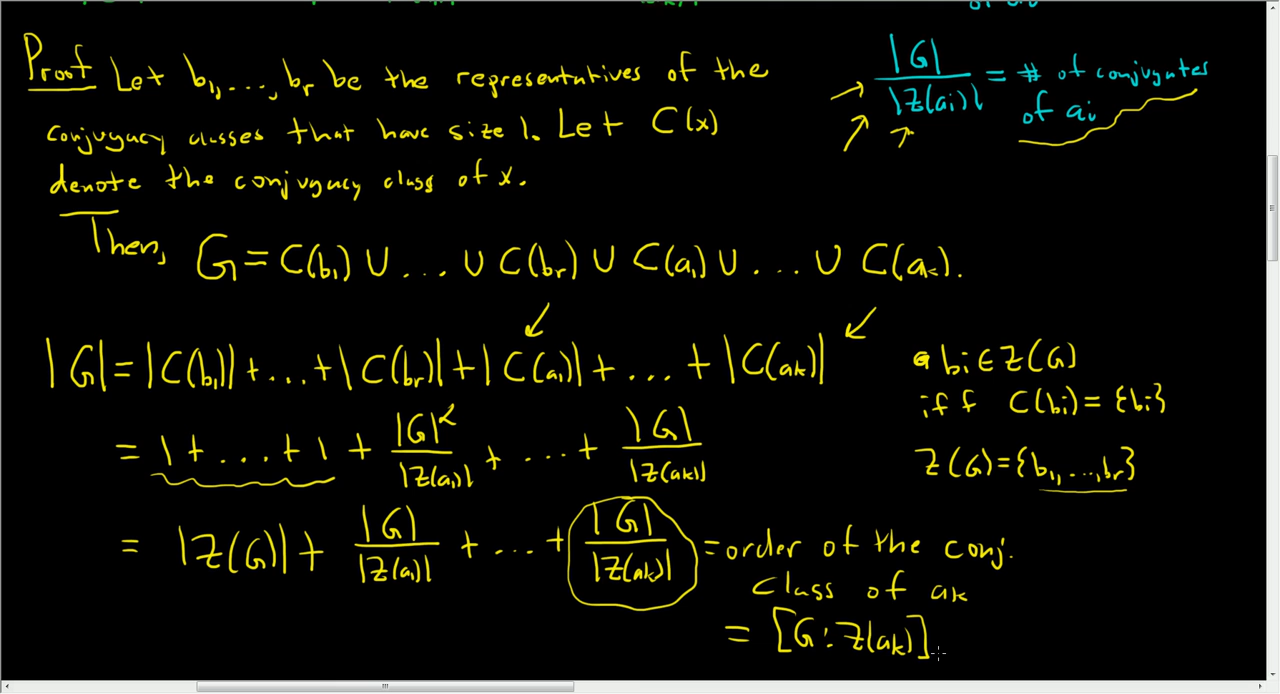 Proof Let b1, ..., br be the representatives of the
conjugacy classes that have size 1. Let C(x)
denote the conjugacy class of x.
|G| / |Z(ai)| = # of conjugates
of ai
Then, G = C(b1) ∪ ... ∪ C(br) ∪ C(a1) ∪ ... ∪ C(ak).
|G| = |C(b1)| + ... + |C(br)| + |C(a1)| + ... + |C(ak)|
= 1 + ... + 1 + |G| / |Z(a1)| + ... + |G| / |Z(ak)|
= |Z(G)| + |G| / |Z(a1)| + ... + |G| / |Z(ak)| = order of the conj.
class of ak
= [G : Z(ak)]
bi ∈ Z(G)
iff C(bi) = {bi}
Z(G) = {b1, ..., br}